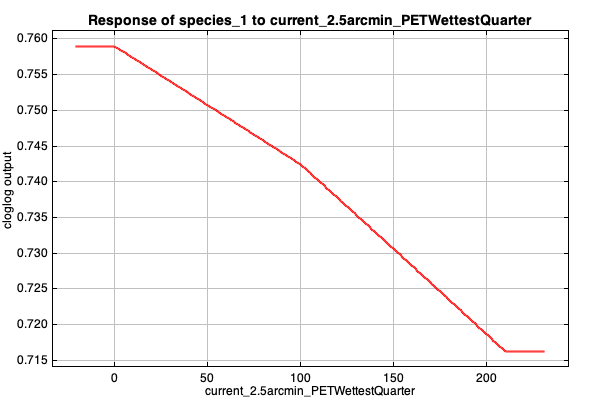 Response of species_1 to current_2.5arcmin_PETWettestQuarter
0.760
0.755
0.750
0.745
0.740
0.735
0.730
0.725
0.720
0.715
cloglog output
0 50 100 150 200
current_2.5arcmin_PETWettestQuarter